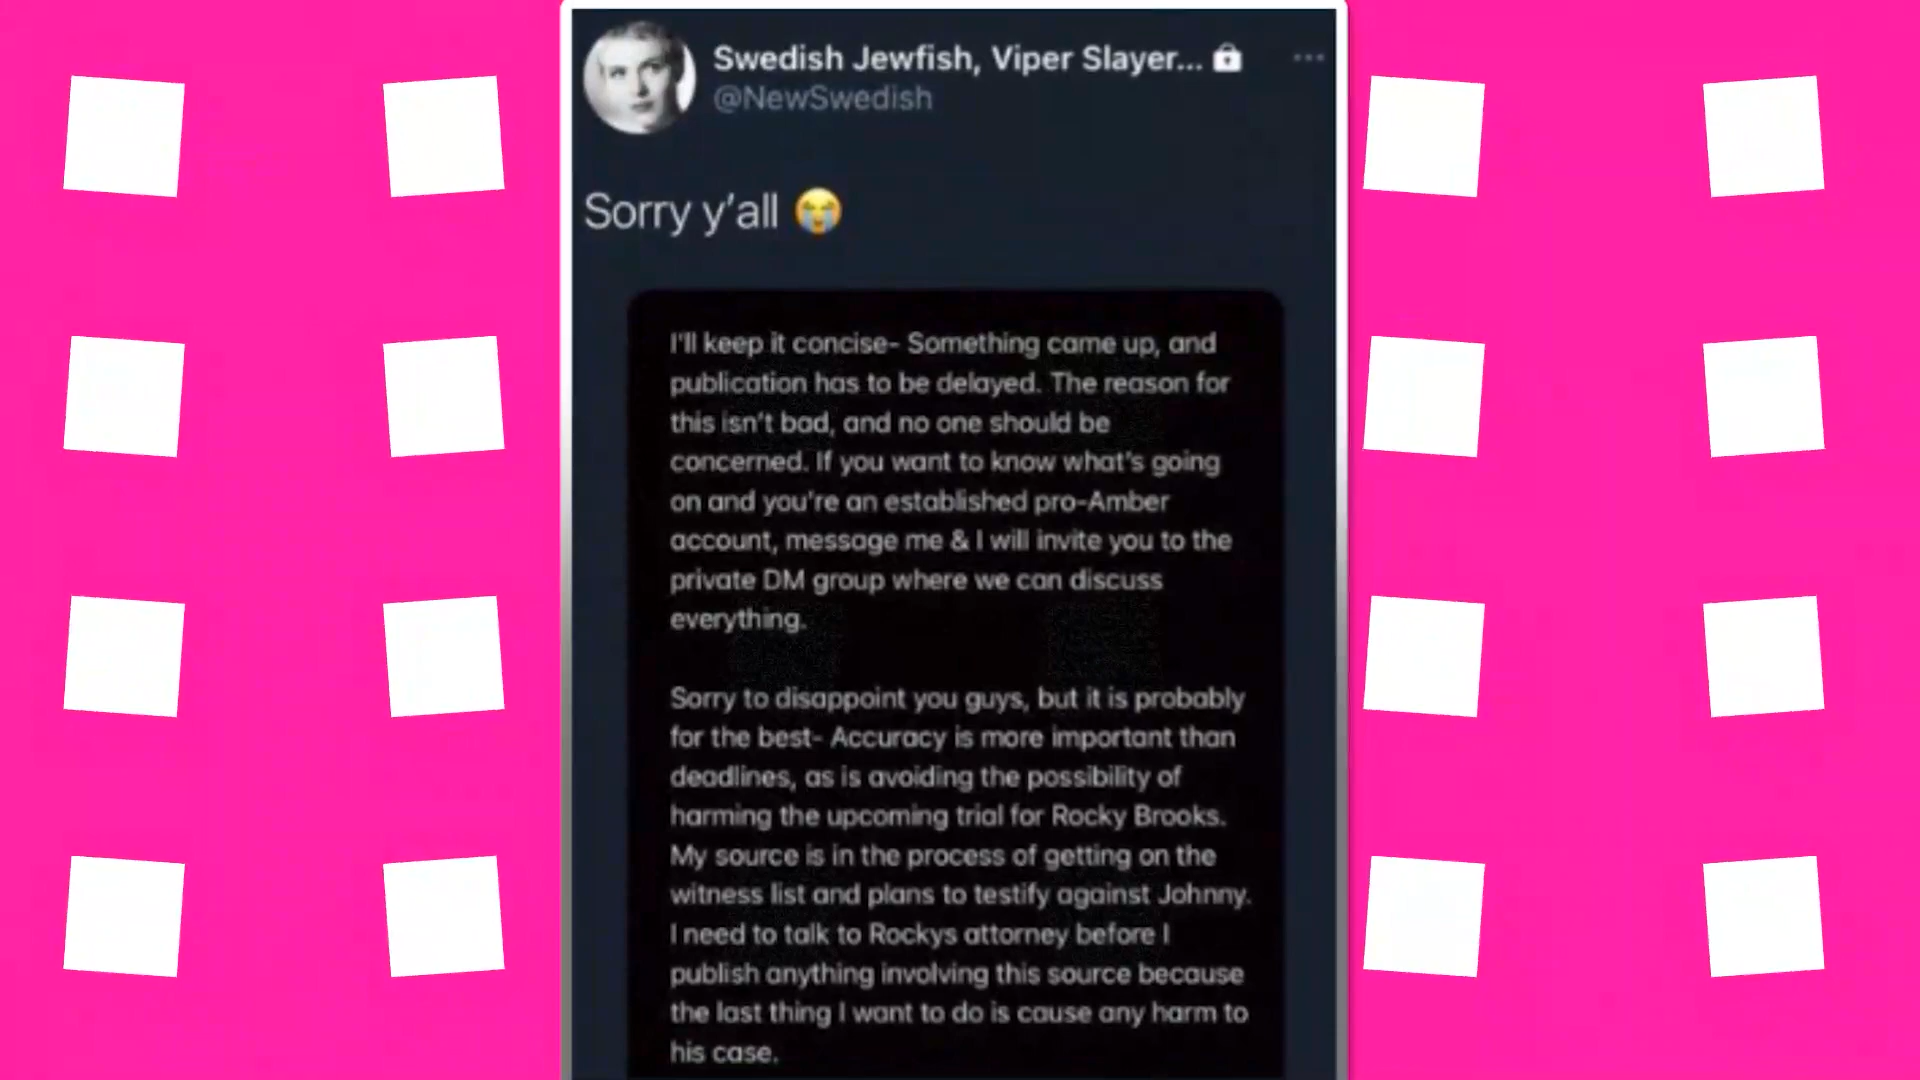 Swedish Jewfish, Viper Slayer...
@NewSwedish
Sorry y'all 😭
I'll keep it concise- Something came up, and
publication has to be delayed. The reason for
this isn't bad, and no one should be
concerned. If you want to know what's going
on and you're an established pro-Amber
account, message me & I will invite you to the
private DM group where we can discuss
everything.
Sorry to disappoint you guys, but it is probably
for the best- Accuracy is more important than
deadlines, as is avoiding the possibility of
harming the upcoming trial for Rocky Brooks.
My source is in the process of getting on the
witness list and plans to testify against Johnny.
I need to talk to Rockys attorney before I
publish anything involving this source because
the last thing I want to do is cause any harm to
his case.